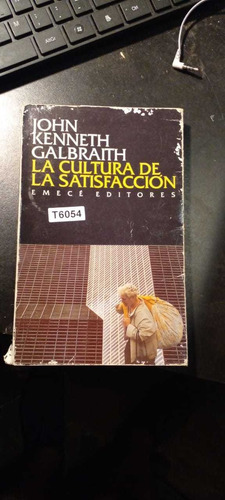 JOHN
KENNETH
GALBRAITH
LA CULTURA DE
LA SATISFACCIÓN
EMECÉ EDITORES
T6054